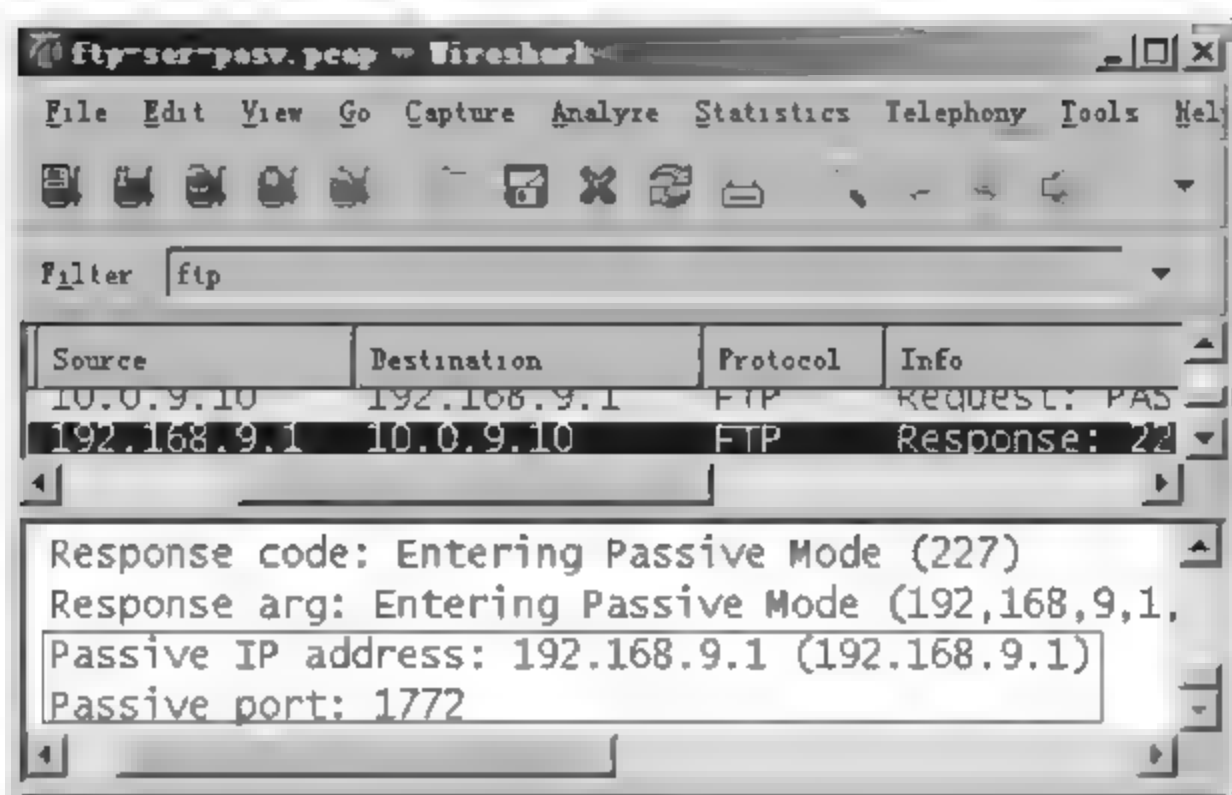 ftp-ser-pasv.pcap - Wireshark
File Edit View Go Capture Analyze Statistics Telephony Tools Hel
Filter ftp
Source Destination Protocol Info
10.0.9.10 192.168.9.1 FTP Request: PAS
192.168.9.1 10.0.9.10 FTP Response: 22
Response code: Entering Passive Mode (227)
Response arg: Entering Passive Mode (192,168,9,1,
Passive IP address: 192.168.9.1 (192.168.9.1)
Passive port: 1772